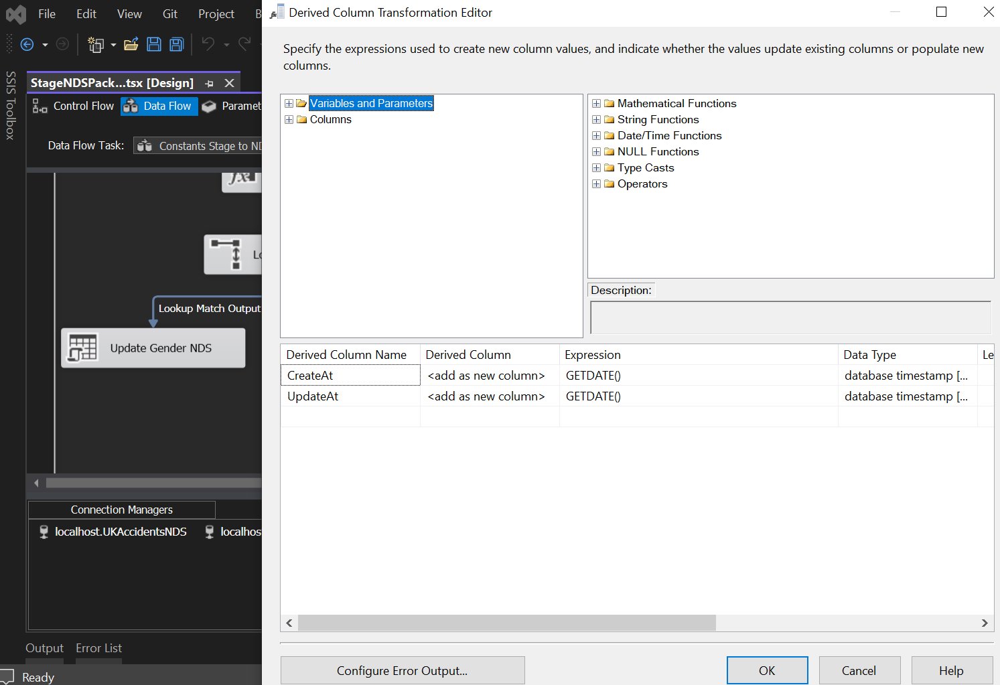 File Edit View Git Project B
Derived Column Transformation Editor
Specify the expressions used to create new column values, and indicate whether the values update existing columns or populate new
columns.
SSIS Toolbox
StageNDSPack...tsx [Design]
Control Flow Data Flow Paramet
Data Flow Task: Constants Stage to ND
fx
Lo
Lookup Match Output
Update Gender NDS
Connection Managers
localhost.UKAccidentsNDS localhos
Output Error List
Ready
Variables and Parameters
Columns
Mathematical Functions
String Functions
Date/Time Functions
NULL Functions
Type Casts
Operators
Description:
Derived Column Name Derived Column Expression Data Type Le
CreateAt <add as new column> GETDATE() database timestamp [...
UpdateAt <add as new column> GETDATE() database timestamp [...
Configure Error Output... OK Cancel Help